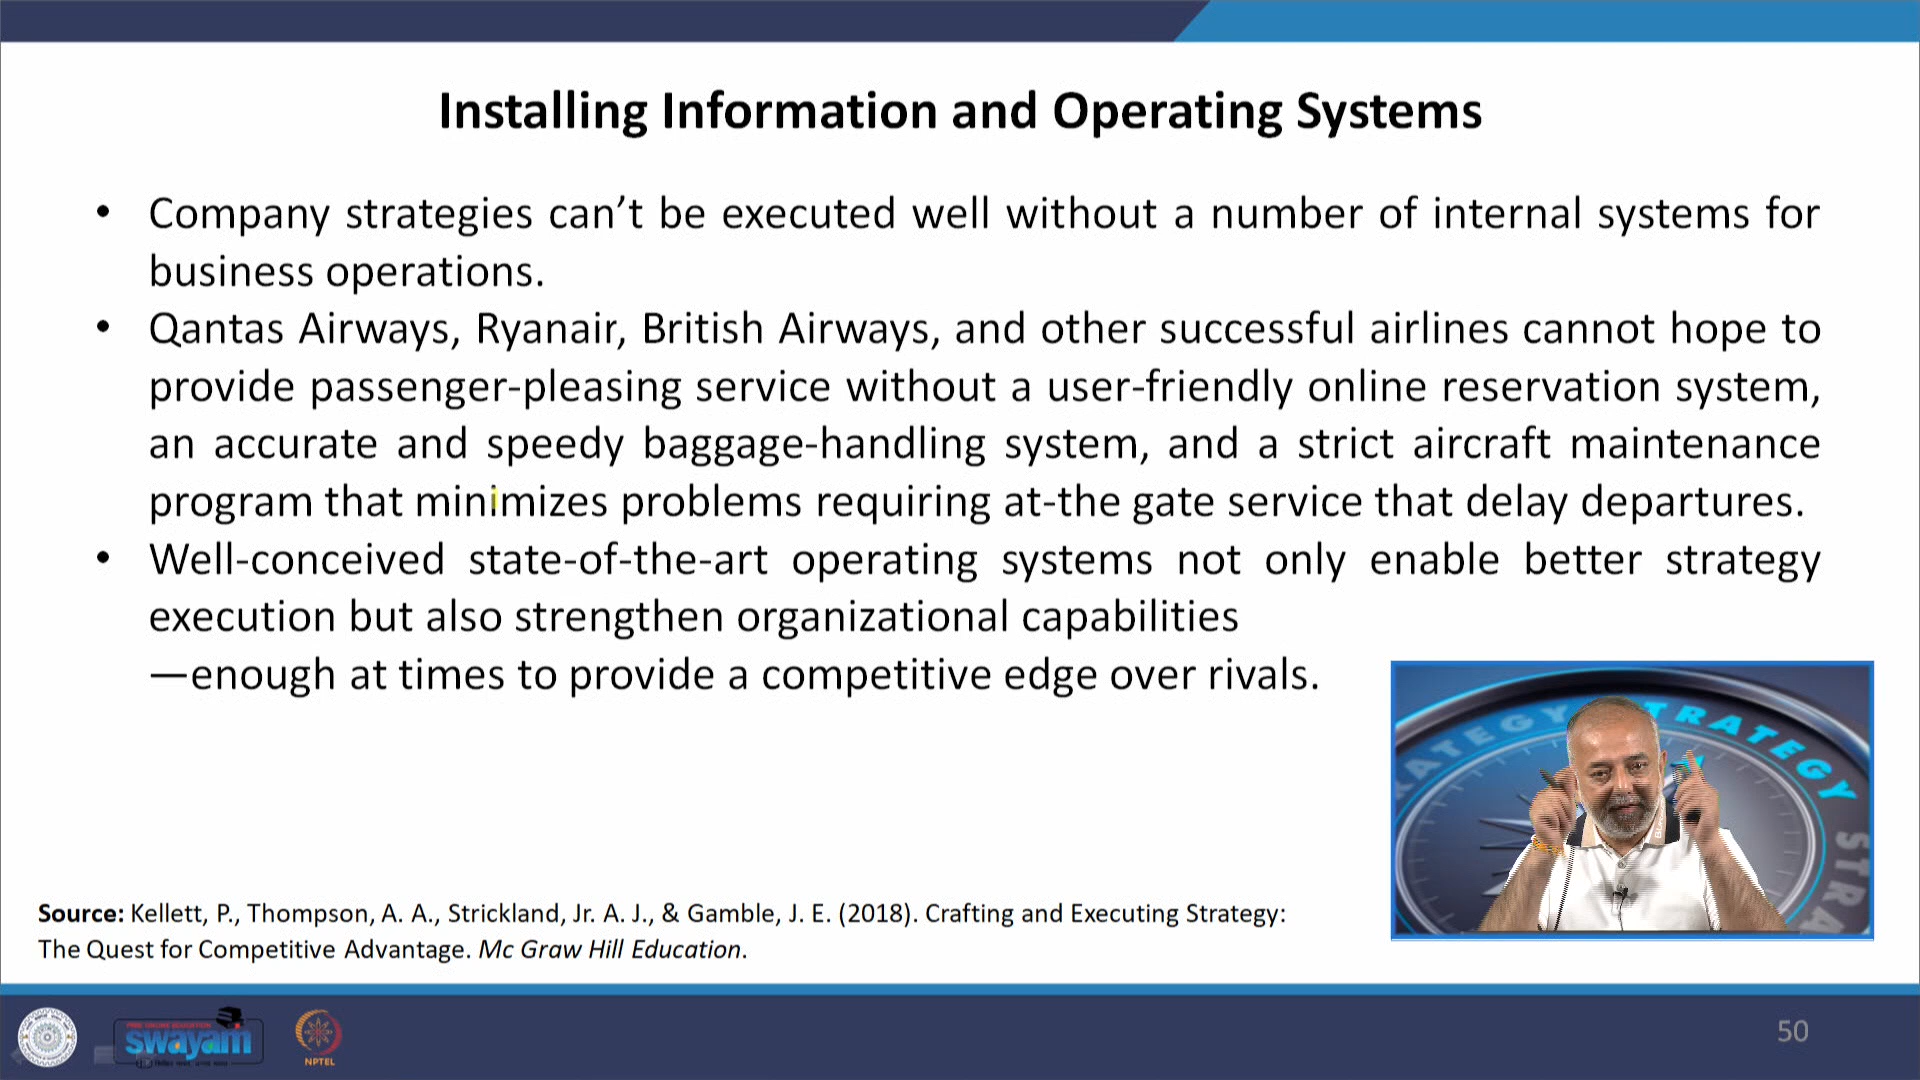 Installing Information and Operating Systems
• Company strategies can’t be executed well without a number of internal systems for
business operations.
• Qantas Airways, Ryanair, British Airways, and other successful airlines cannot hope to
provide passenger-pleasing service without a user-friendly online reservation system,
an accurate and speedy baggage-handling system, and a strict aircraft maintenance
program that minimizes problems requiring at-the gate service that delay departures.
• Well-conceived state-of-the-art operating systems not only enable better strategy
execution but also strengthen organizational capabilities
—enough at times to provide a competitive edge over rivals.
STRATEGY STRATEGY STRA
Source: Kellett, P., Thompson, A. A., Strickland, Jr. A. J., & Gamble, J. E. (2018). Crafting and Executing Strategy:
The Quest for Competitive Advantage. Mc Graw Hill Education.
swayam
NPTEL
50